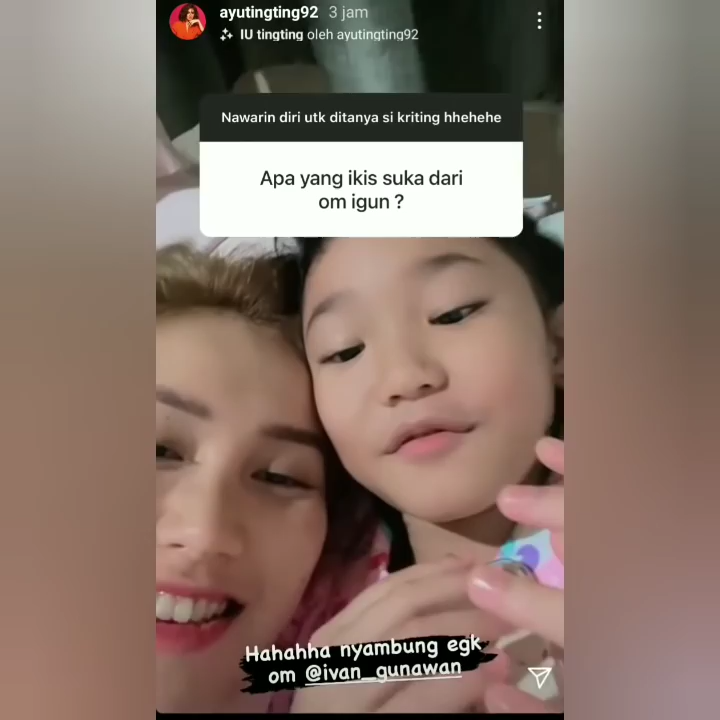 ayutingting92 3 jam
IU tingting oleh ayutingting92
Nawarin diri utk ditanya si kriting hhehehe
Apa yang ikis suka dari
om igun ?
Hahahha nyambung egk
om @ivan_gunawan